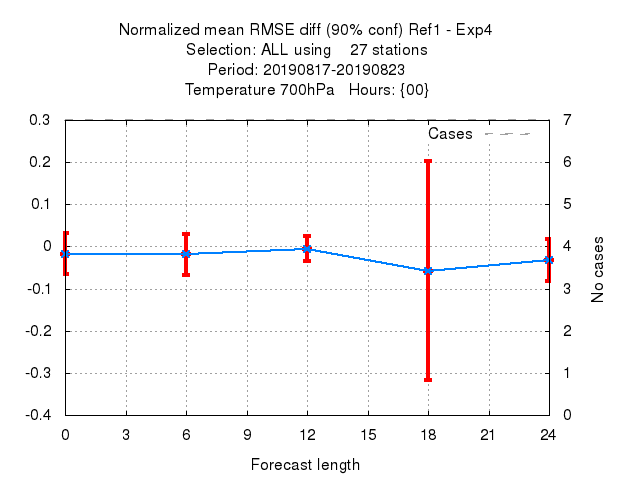 Normalized mean RMSE diff (90% conf) Ref1 - Exp4
Selection: ALL using    27 stations
Period: 20190817-20190823
Temperature 700hPa   Hours: {00}
Cases
0.3
0.2
0.1
0
-0.1
-0.2
-0.3
-0.4
7
6
5
4
3
2
1
0
No cases
0 3 6 9 12 15 18 21 24
Forecast length